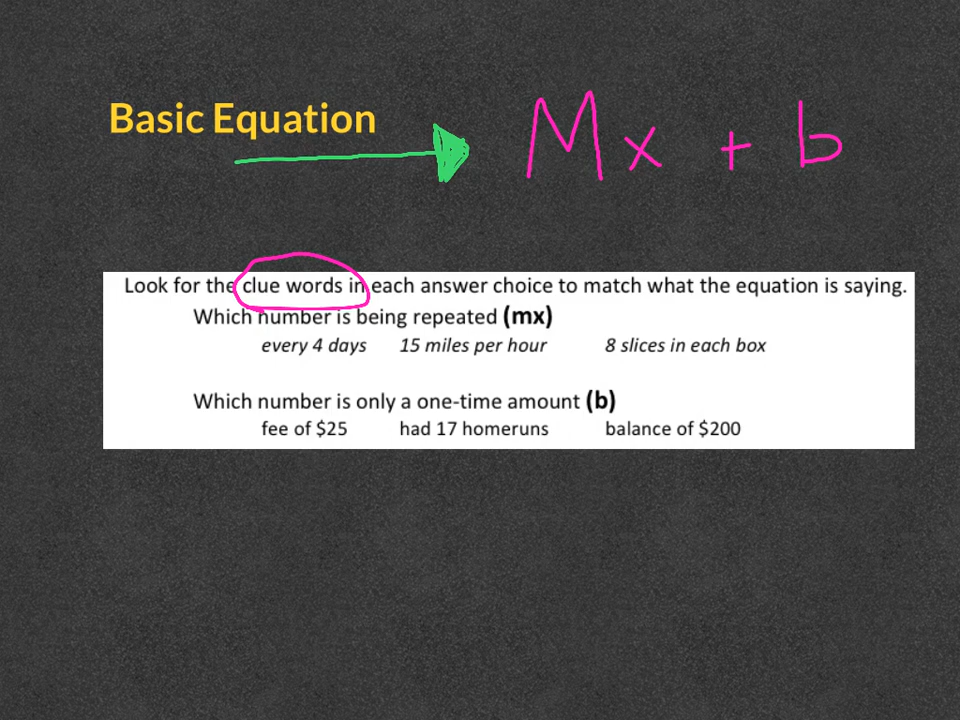 Basic Equation
Mx + b
Look for the clue words in each answer choice to match what the equation is saying.
Which number is being repeated (mx)
every 4 days 15 miles per hour 8 slices in each box
Which number is only a one-time amount (b)
fee of $25 had 17 homeruns balance of $200